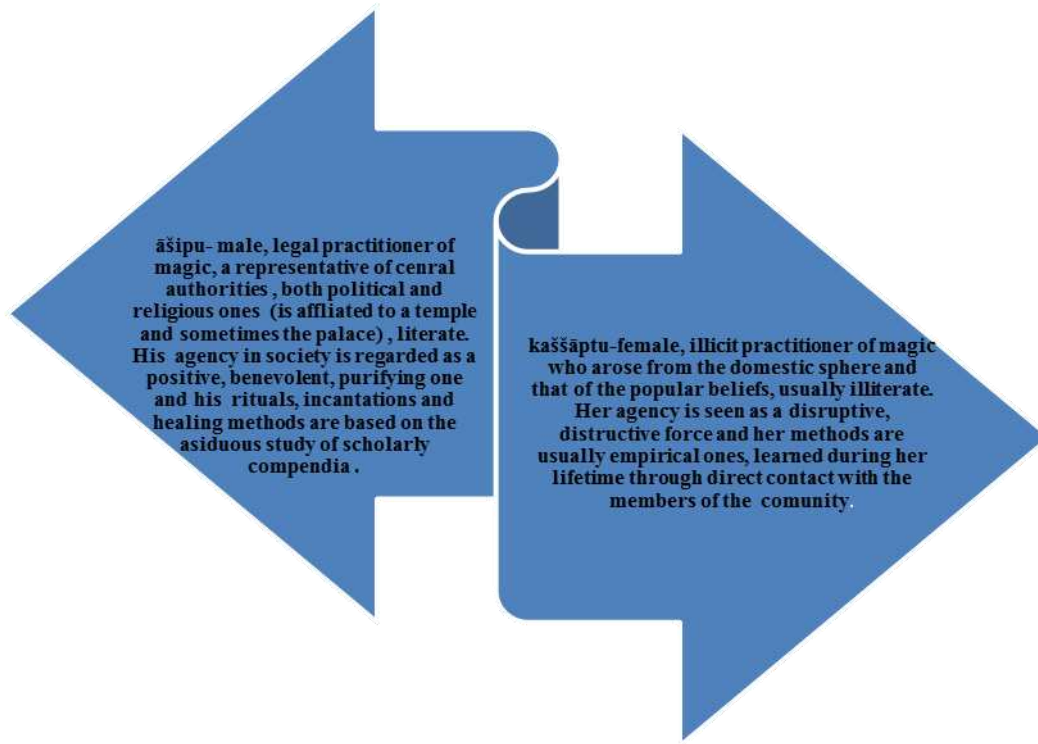 āšipu- male, legal practitioner of
magic, a representative of cenral
authorities , both political and
religious ones (is affliated to a temple
and sometimes the palace) , literate.
His agency in society is regarded as a
positive, benevolent, purifying one
and his rituals, incantations and
healing methods are based on the
asiduous study of scholarly
compendia .
kaššāptu-female, illicit practitioner of magic
who arose from the domestic sphere and
that of the popular beliefs, usually illiterate.
Her agency is seen as a disruptive,
distructive force and her methods are
usually empirical ones, learned during her
lifetime through direct contact with the
members of the comunity.